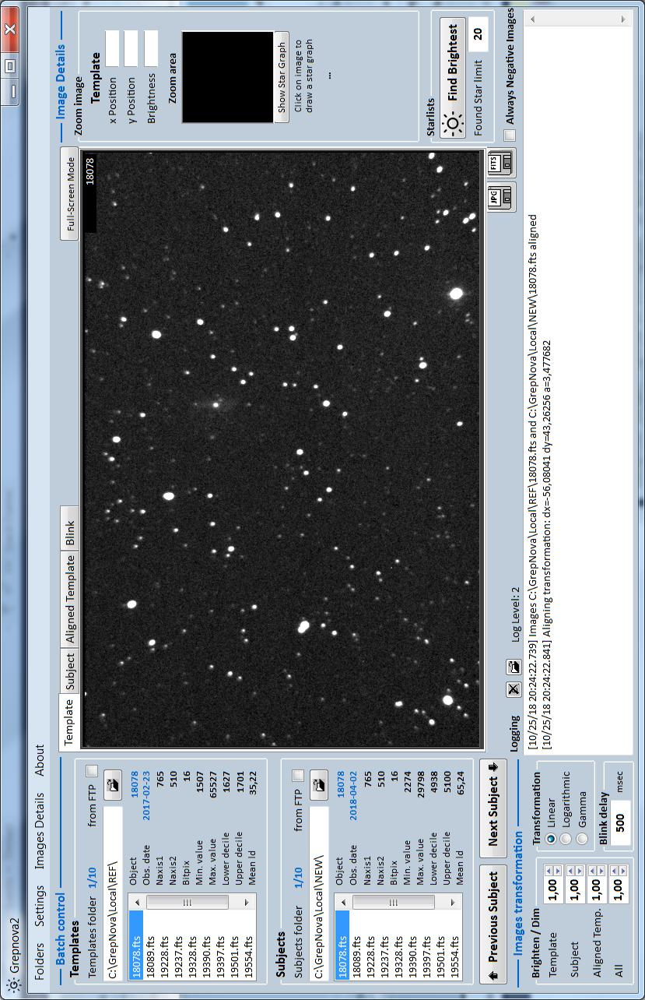 Grepnova2
Folders Settings Images Details About
Batch control
Templates
Templates folder 1/10 from FTP
C:\GrepNova\Local\REF\
18078.fts
18089.fts
19228.fts
19237.fts
19328.fts
19390.fts
19397.fts
19501.fts
19554.fts
Object 18078
Obs. date 2017-02-23
Naxis1 765
Naxis2 510
Bitpix 16
Min. value 1507
Max. value 65527
Lower decile 1627
Upper decile 1701
Mean Id 35,22
Subjects
Subjects folder 1/10 from FTP
C:\GrepNova\Local\NEW\
18078.fts
18089.fts
19228.fts
19237.fts
19328.fts
19390.fts
19397.fts
19501.fts
19554.fts
Object 18078
Obs. date 2018-04-02
Naxis1 765
Naxis2 510
Bitpix 16
Min. value 2274
Max. value 29798
Lower decile 4938
Upper decile 5100
Mean Id 65,24
Previous Subject Next Subject
Images transformation
Brighten / Dim
Template 1,00
Subject 1,00
Aligned Temp. 1,00
All 1,00
Transformation
Linear
Logarithmic
Gamma
Blink delay
500 msec
Template Subject Aligned Template Blink Full-Screen Mode
18078
JPG FITS
Logging Log Level: 2
[10/25/18 20:24:22.739] Images C:\GrepNova\Local\REF\18078.fts and C:\GrepNova\Local\NEW\18078.fts aligned
[10/25/18 20:24:22.841] Aligning transformation: dx=-56,08041 dy=43,26256 a=3,477682
Image Details
Zoom image
Template
x Position
y Position
Brightness
Zoom area
Show Star Graph
Click on image to
draw a star graph
...
Starlists
Find Brightest
Found Star limit 20
Always Negative Images